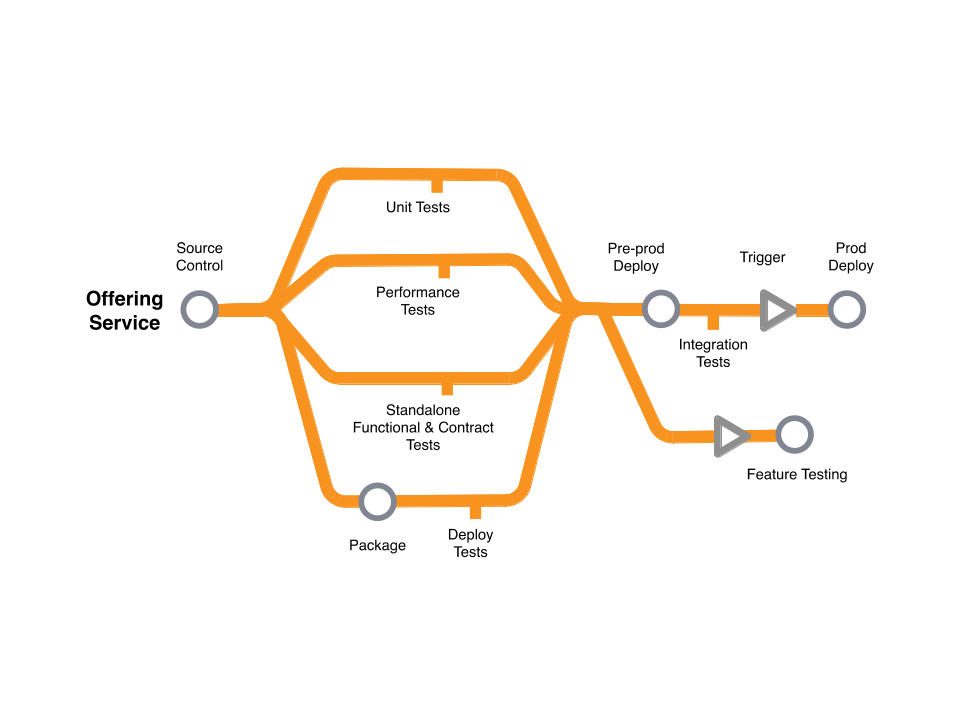 Unit Tests
Source
Control
Pre-prod
Deploy
Trigger
Prod
Deploy
Offering
Service
Performance
Tests
Integration
Tests
Standalone
Functional & Contract
Tests
Feature Testing
Package
Deploy
Tests